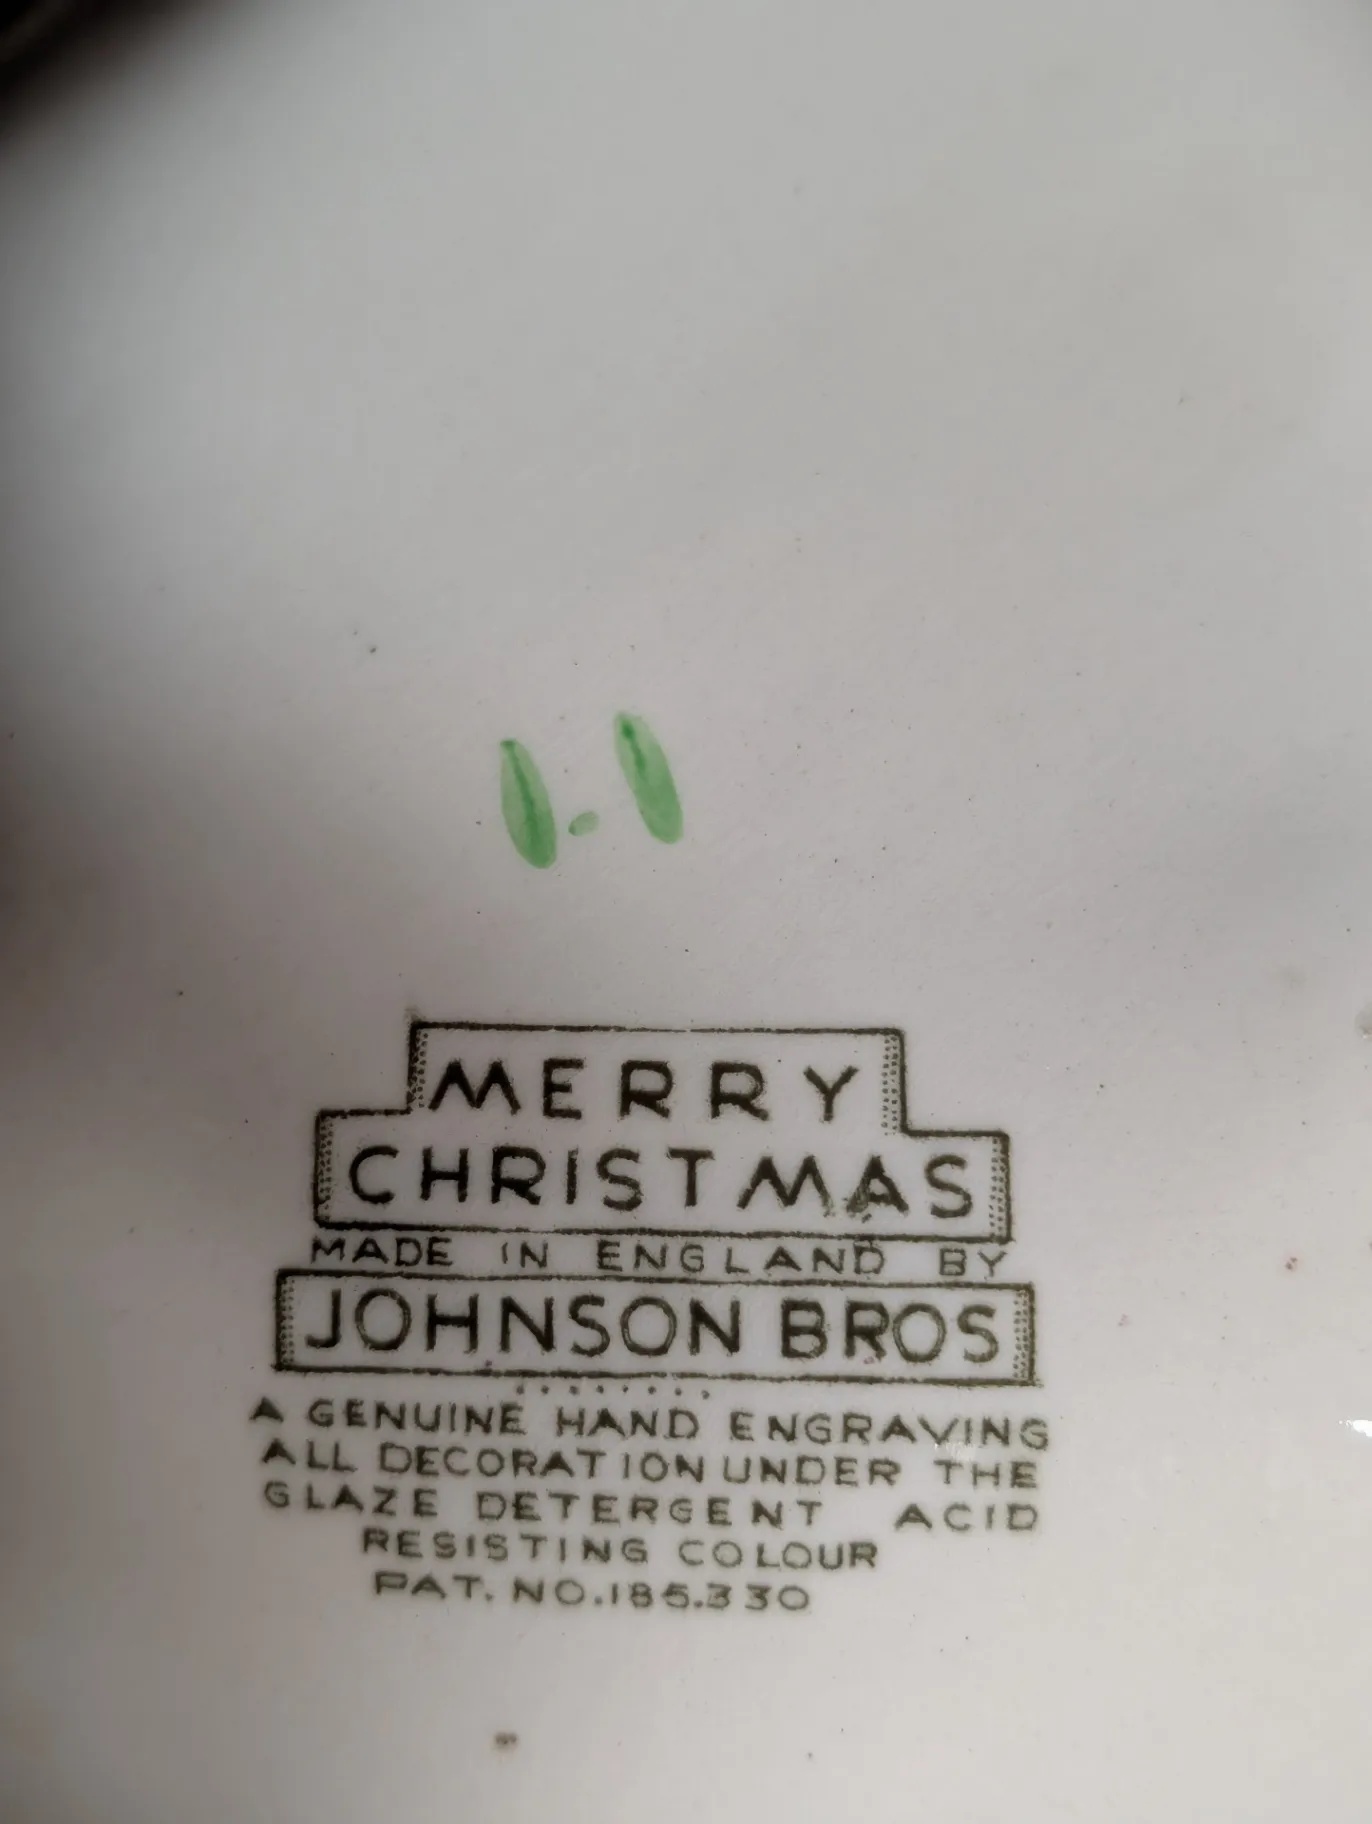 MERRY
CHRISTMAS
MADE IN ENGLAND BY
JOHNSON BROS
A GENUINE HAND ENGRAVING
ALL DECORATION UNDER THE
GLAZE DETERGENT ACID
RESISTING COLOUR
PAT. NO.185.330